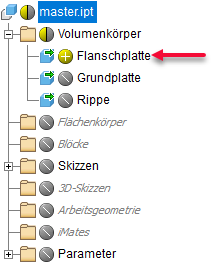 master.ipt
Volumenkörper
Flanschplatte
Grundplatte
Rippe
Flächenkörper
Blöcke
Skizzen
3D-Skizzen
Arbeitsgeometrie
iMates
Parameter